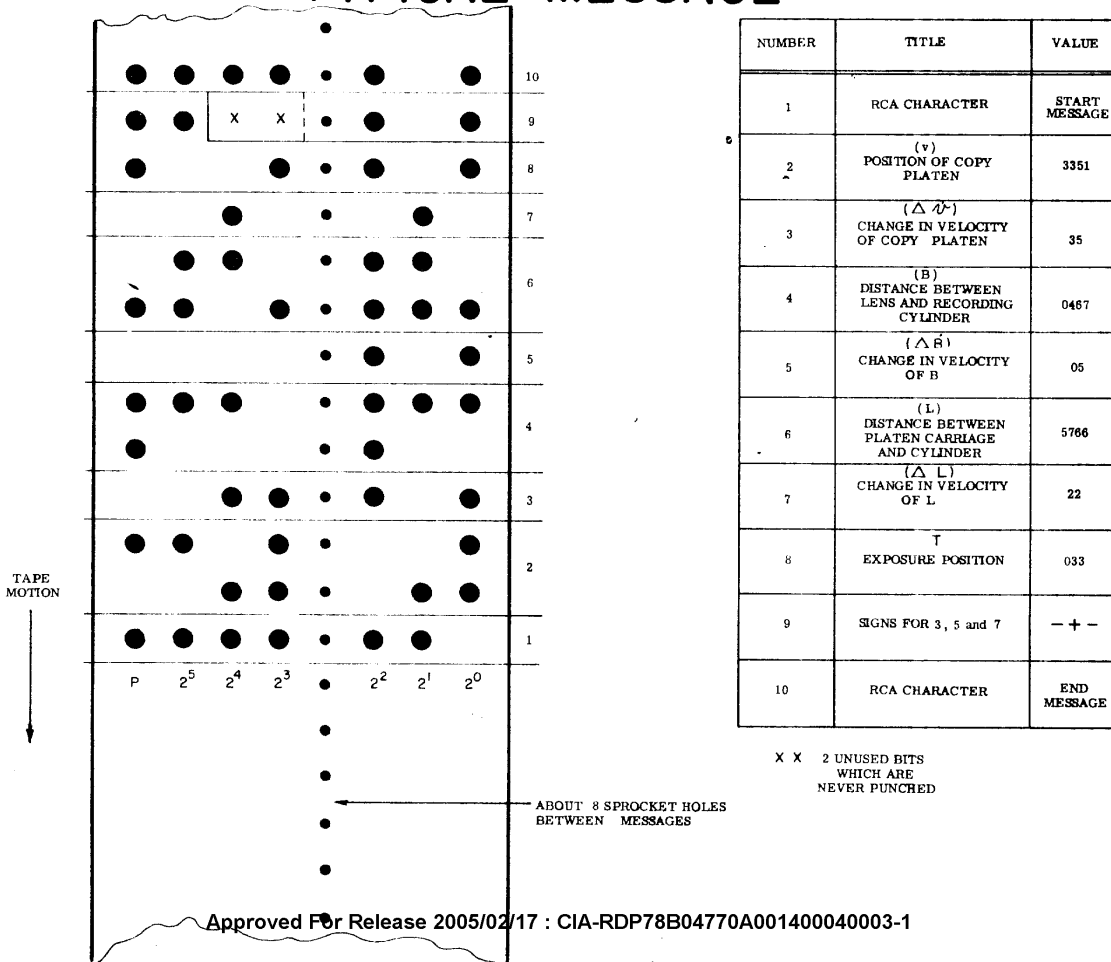 NUMBER TITLE VALUE
1 RCA CHARACTER START MESSAGE
2 (v) POSITION OF COPY PLATEN 3351
3 (Δ v) CHANGE IN VELOCITY OF COPY PLATEN 35
4 (B) DISTANCE BETWEEN LENS AND RECORDING CYLINDER 0467
5 (Δ Ḃ) CHANGE IN VELOCITY OF B 05
6 (L) DISTANCE BETWEEN PLATEN CARRIAGE AND CYLINDER 5766
7 (Δ L) CHANGE IN VELOCITY OF L 22
8 T EXPOSURE POSITION 033
9 SIGNS FOR 3, 5 and 7 − + −
10 RCA CHARACTER END MESSAGE
10
X X 9
8
7
6
5
4
3
2
1
P 2⁵ 2⁴ 2³ 2² 2¹ 2⁰
TAPE
MOTION
X X 2 UNUSED BITS
WHICH ARE
NEVER PUNCHED
ABOUT 8 SPROCKET HOLES
BETWEEN MESSAGES
Approved For Release 2005/02/17 : CIA-RDP78B04770A001400040003-1